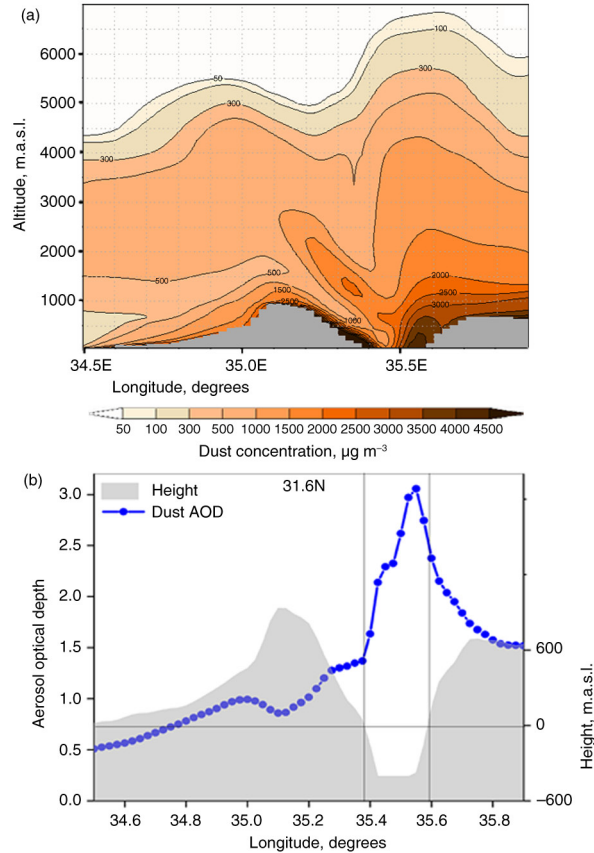 (a)
6000
5000
4000
3000
2000
1000
Altitude, m.a.s.l.
50
300
300
500
500
1500
2500
1000
100
300
2000
2500
3000
34.5E
35.0E
35.5E
Longitude, degrees
50 100 300 500 1000 1500 2000 3000 3500 4000 4500
Dust concentration, µg m⁻³
(b)
31.6N
Height
Dust AOD
3.0
2.5
2.0
1.5
1.0
0.5
0.0
Aerosol optical depth
600
0
−600
Height, m.a.s.l.
34.6 34.8 35.0 35.2 35.4 35.6 35.8
Longitude, degrees